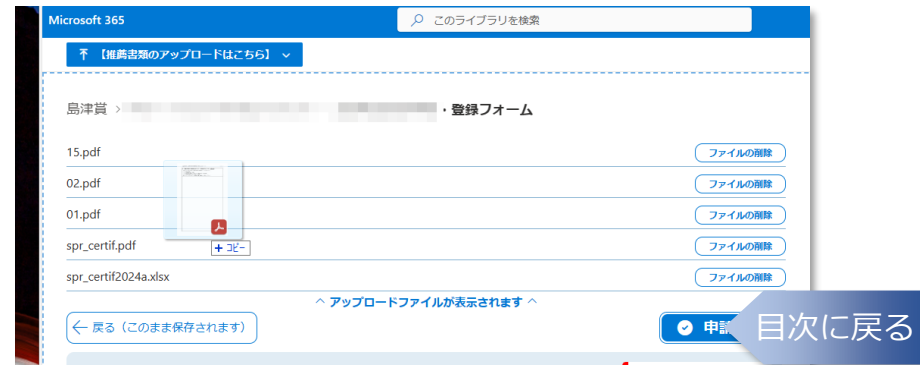 Microsoft 365
このライブラリを検索
【推薦書類のアップロードはこちら】
島津賞 >
・登録フォーム
15.pdf
ファイルの削除
02.pdf
ファイルの削除
01.pdf
ファイルの削除
spr_certif.pdf
ファイルの削除
+ コピー
spr_certif2024a.xlsx
ファイルの削除
^ アップロードファイルが表示されます ^
← 戻る（このまま保存されます）
申請
目次に戻る